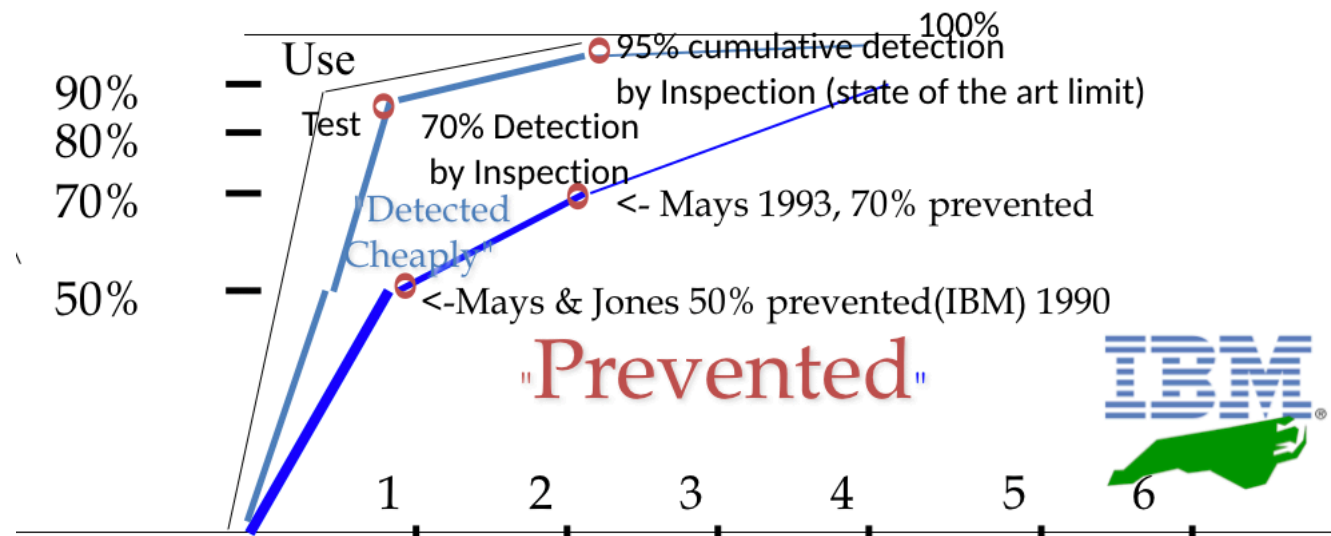 100%
Use
95% cumulative detection
by Inspection (state of the art limit)
90%
Test
70% Detection
80%
by Inspection
70%
"Detected
<- Mays 1993, 70% prevented
Cheaply"
50%
<-Mays & Jones 50% prevented(IBM) 1990
"Prevented"
IBM®
1 2 3 4 5 6